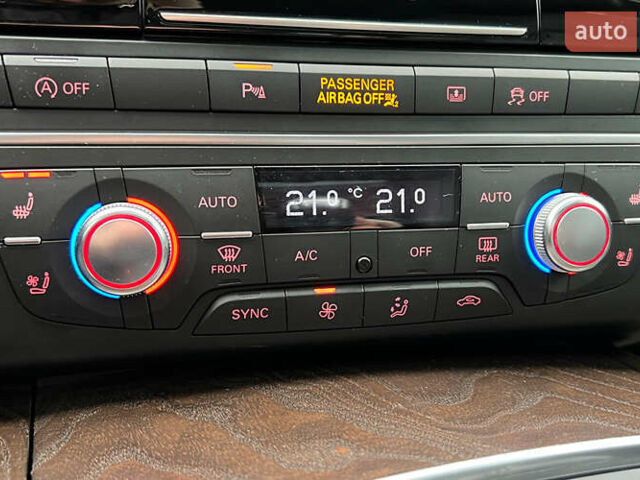 auto
A OFF
P
PASSENGER
AIRBAG OFF
OFF
AUTO
21.0 °C 21.0
AUTO
FRONT
A/C
OFF
REAR
SYNC